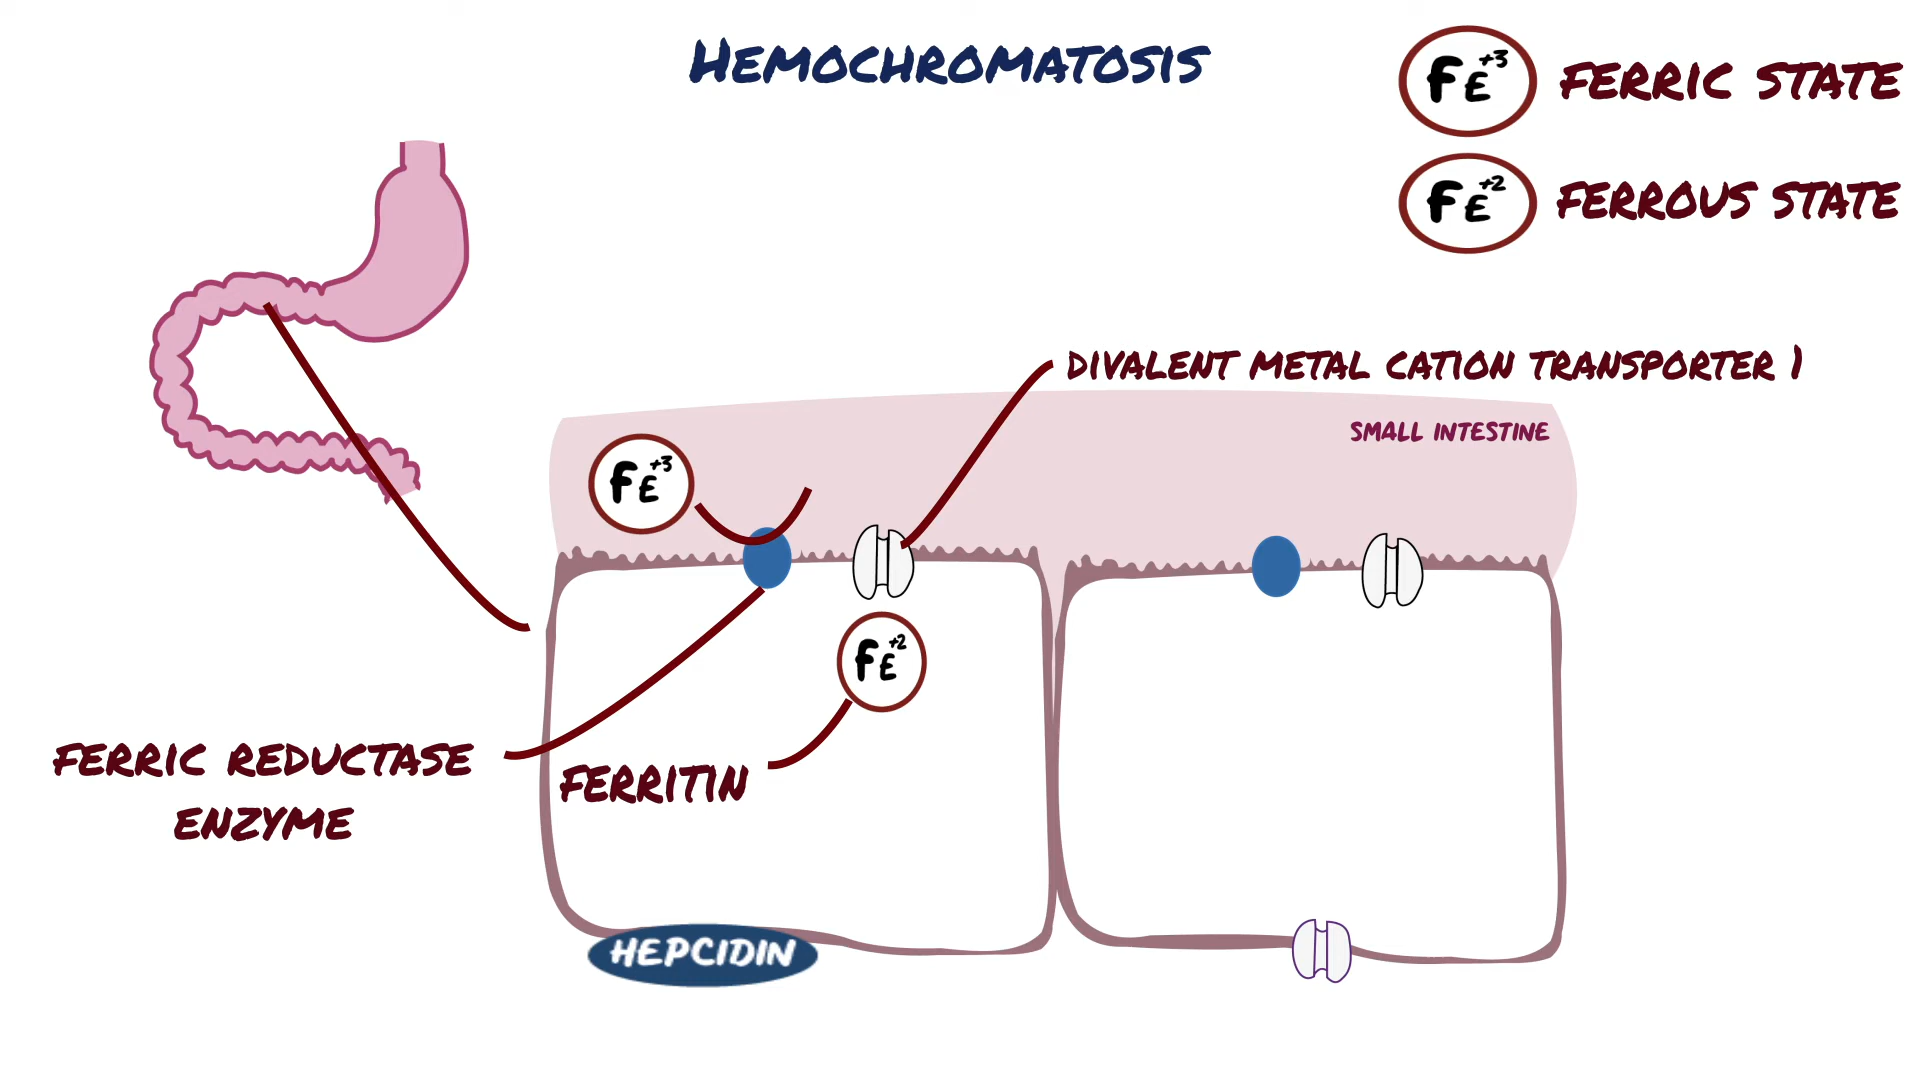 HEMOCHROMATOSIS
Fe+3 FERRIC STATE
Fe+2 FERROUS STATE
DIVALENT METAL CATION TRANSPORTER 1
SMALL INTESTINE
Fe+3
Fe+2
FERRIC REDUCTASE
ENZYME
FERRITIN
HEPCIDIN